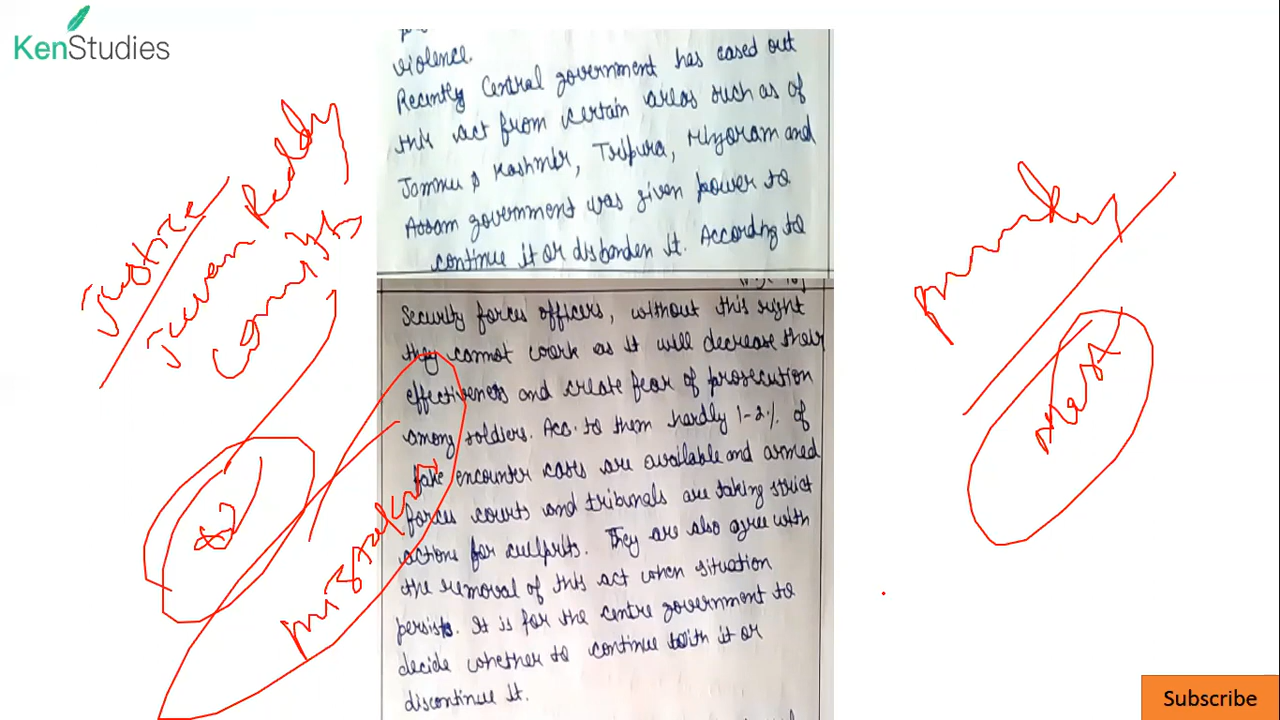 KenStudies
violence.
Recently Central government has eased out
this act from certain areas such as of
Jammu & Kashmir, Tripura, Mizoram and
Assam government was given power to
continue it or disbanden it. According to
Security forces officers, without this right
they cannot work as it will decrease their
effectiveness and create fear of prosecution
among soldiers. Acc. to them hardly 1-2% of
fake encounter cases are available and armed
forces courts and tribunals are taking strict
actions for culprits. They are also agree with
the removal of this act when situation
persists. It is for the centre government to
decide whether to continue with it or
discontinue it.
Justice
Jeevan Reddy
Subscribe